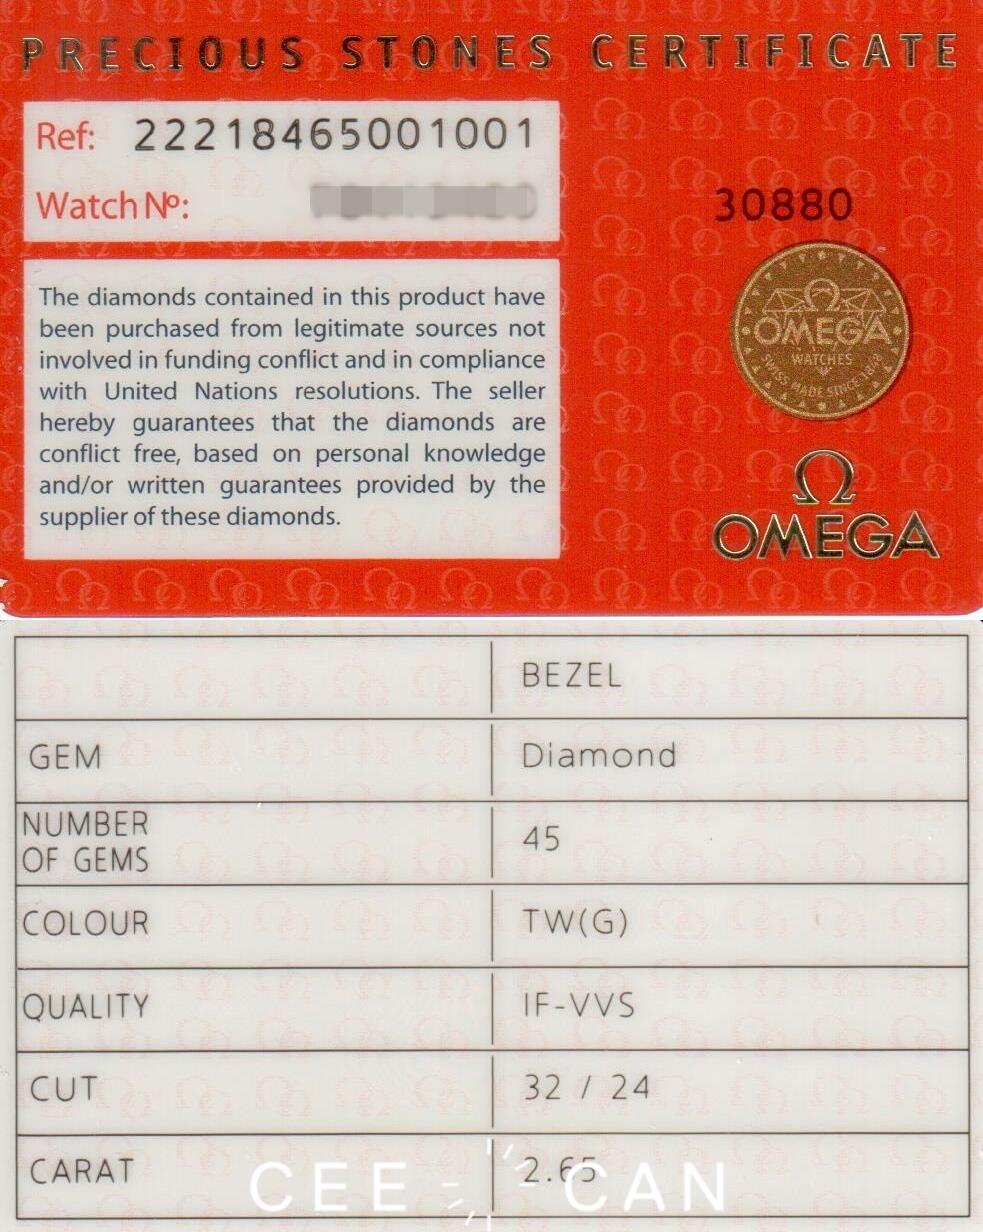 PRECIOUS STONES CERTIFICATE
Ref: 22218465001001
Watch Nº:
30880
The diamonds contained in this product have
been purchased from legitimate sources not
involved in funding conflict and in compliance
with United Nations resolutions. The seller
hereby guarantees that the diamonds are
conflict free, based on personal knowledge
and/or written guarantees provided by the
supplier of these diamonds.
OMEGA
WATCHES
SWISS MADE SINCE 1848
OMEGA
BEZEL
GEM Diamond
NUMBER
OF GEMS 45
COLOUR TW(G)
QUALITY IF-VVS
CUT 32 / 24
CARAT 2.65
CEE CAN